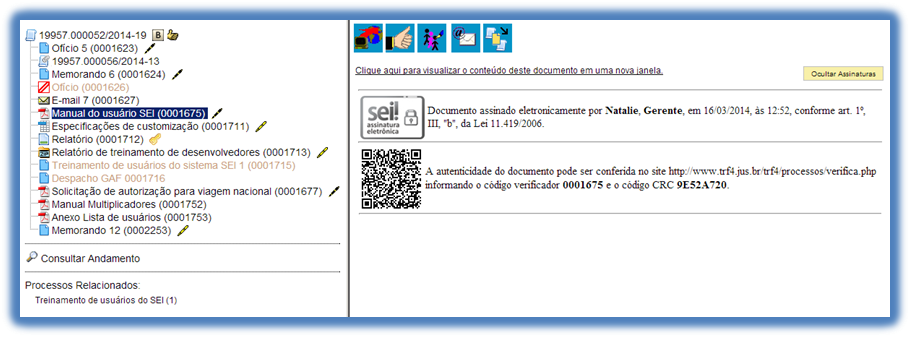 19957.000052/2014-19 B
Ofício 5 (0001623)
19957.000056/2014-13
Memorando 6 (0001624)
Ofício (0001626)
E-mail 7 (0001627)
Manual do usuário SEI (0001675)
Especificações de customização (0001711)
Relatório (0001712)
Relatório de treinamento de desenvolvedores (0001713)
Treinamento de usuários do sistema SEI 1 (0001715)
Despacho GAF 0001716
Solicitação de autorização para viagem nacional (0001677)
Manual Multiplicadores (0001752)
Anexo Lista de usuários (0001753)
Memorando 12 (0002253)
Consultar Andamento
Processos Relacionados:
Treinamento de usuários do SEI (1)
Clique aqui para visualizar o conteúdo deste documento em uma nova janela.
Ocultar Assinaturas
sei!
assinatura
eletrônica
Documento assinado eletronicamente por Natalie, Gerente, em 16/03/2014, às 12:52, conforme art. 1º,
III, "b", da Lei 11.419/2006.
A autenticidade do documento pode ser conferida no site http://www.trf4.jus.br/trf4/processos/verifica.php
informando o código verificador 0001675 e o código CRC 9E52A720.